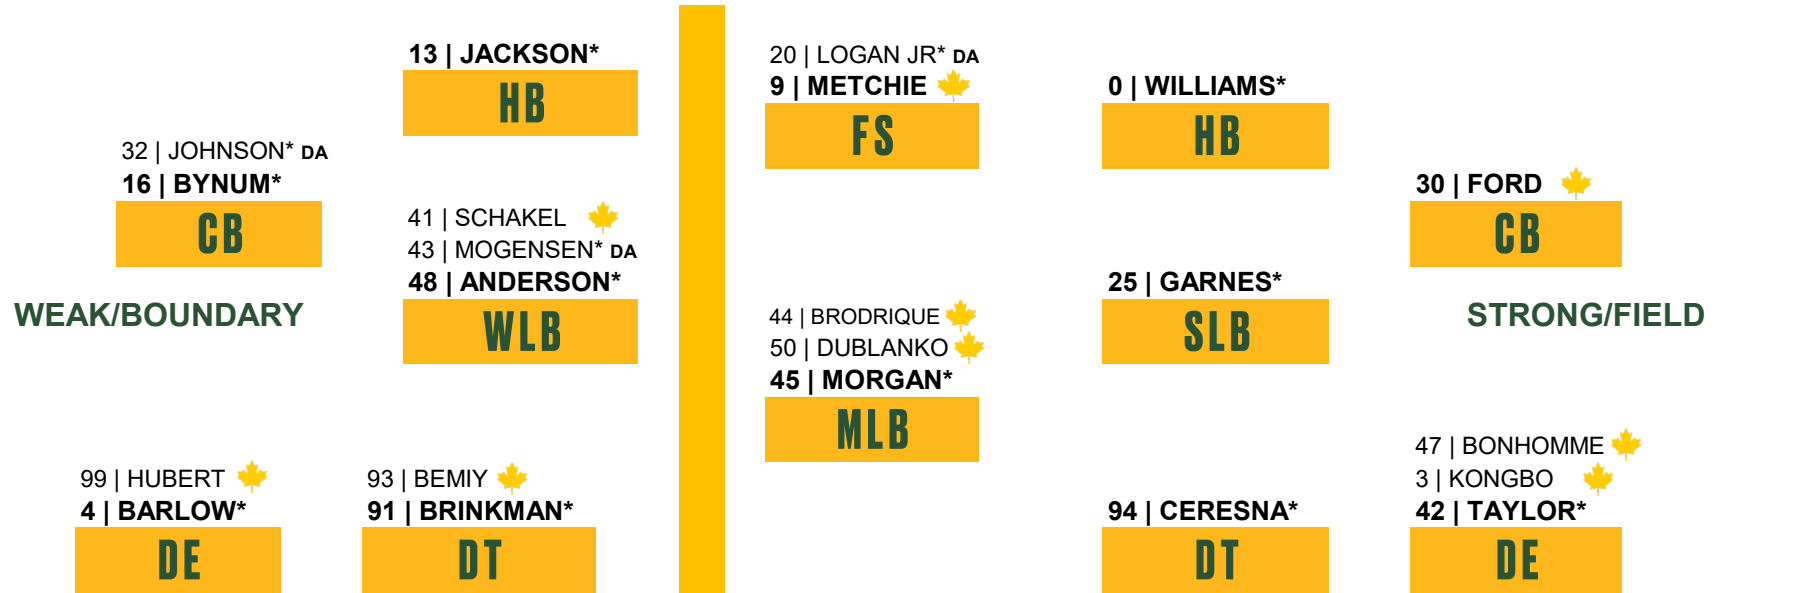 13 | JACKSON*
HB
20 | LOGAN JR* DA
9 | METCHIE
FS
0 | WILLIAMS*
HB
32 | JOHNSON* DA
16 | BYNUM*
CB
30 | FORD
CB
41 | SCHAKEL
43 | MOGENSEN* DA
48 | ANDERSON*
WLB
25 | GARNES*
SLB
WEAK/BOUNDARY
STRONG/FIELD
44 | BRODRIQUE
50 | DUBLANKO
45 | MORGAN*
MLB
99 | HUBERT
4 | BARLOW*
DE
93 | BEMIY
91 | BRINKMAN*
DT
94 | CERESNA*
DT
47 | BONHOMME
3 | KONGBO
42 | TAYLOR*
DE